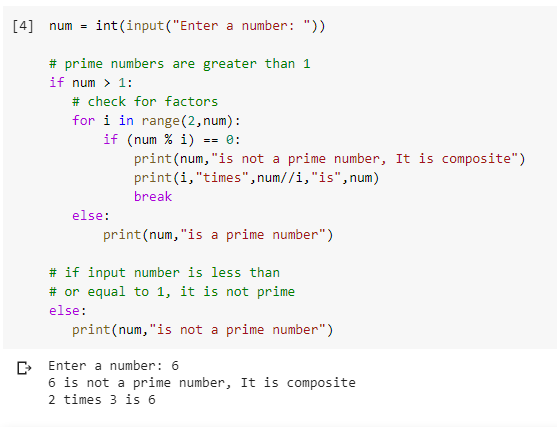 [4] num = int(input("Enter a number: "))

# prime numbers are greater than 1
if num > 1:
   # check for factors
   for i in range(2,num):
       if (num % i) == 0:
           print(num,"is not a prime number, It is composite")
           print(i,"times",num//i,"is",num)
           break
   else:
       print(num,"is a prime number")

# if input number is less than
# or equal to 1, it is not prime
else:
   print(num,"is not a prime number")

Enter a number: 6
6 is not a prime number, It is composite
2 times 3 is 6